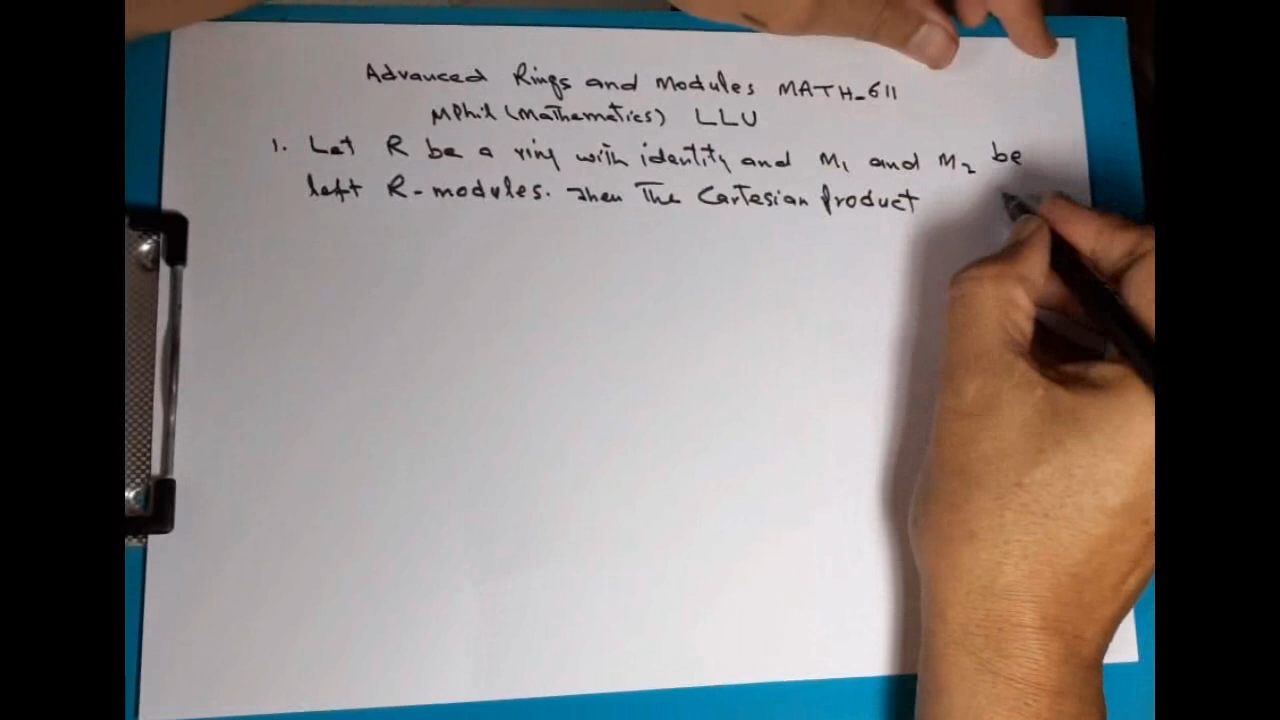 Advanced Rings and Modules MATH-611
MPhil (Mathematics) LLU
1. Let R be a ring with identity and M₁ and M₂ be
left R-modules. Then The Cartesian product